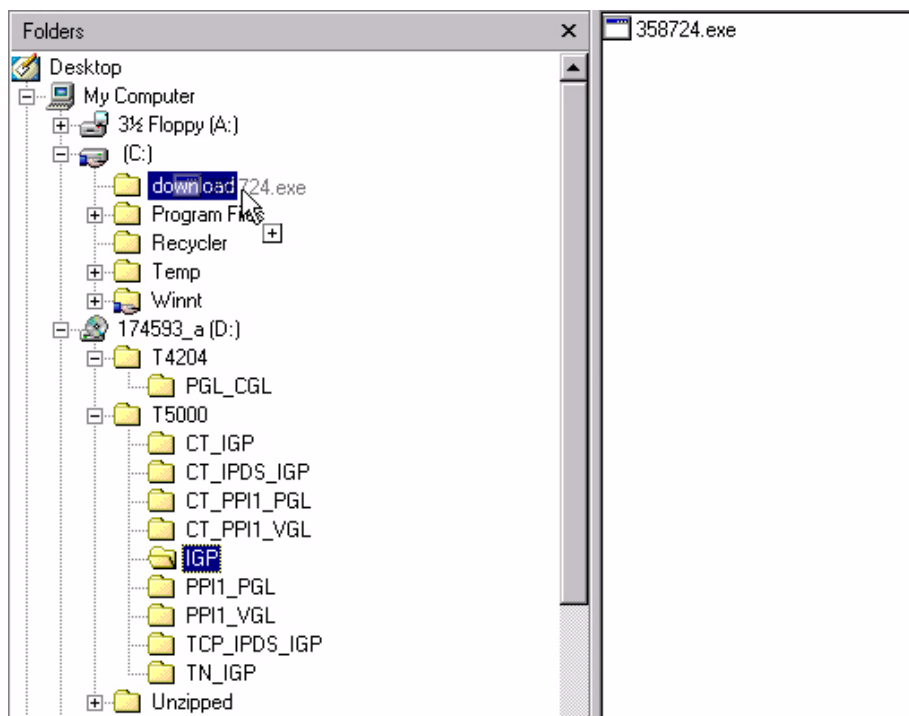 Folders
358724.exe
Desktop
My Computer
3½ Floppy (A:)
(C:)
download 724.exe
Program Files
Recycler
Temp
Winnt
174593_a (D:)
T4204
PGL_CGL
T5000
CT_IGP
CT_IPDS_IGP
CT_PPI1_PGL
CT_PPI1_VGL
IGP
PPI1_PGL
PPI1_VGL
TCP_IPDS_IGP
TN_IGP
Unzipped